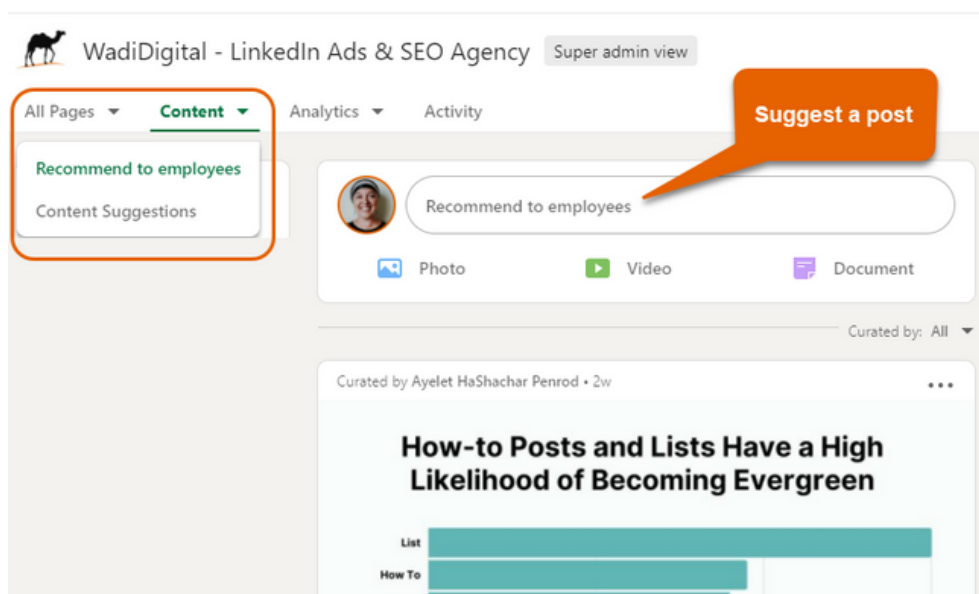 WadiDigital - LinkedIn Ads & SEO Agency Super admin view
All Pages Content Analytics Activity
Suggest a post
Recommend to employees
Content Suggestions
Recommend to employees
Photo Video Document
Curated by: All
Curated by Ayelet HaShachar Penrod • 2w
How-to Posts and Lists Have a High
Likelihood of Becoming Evergreen
List
How To